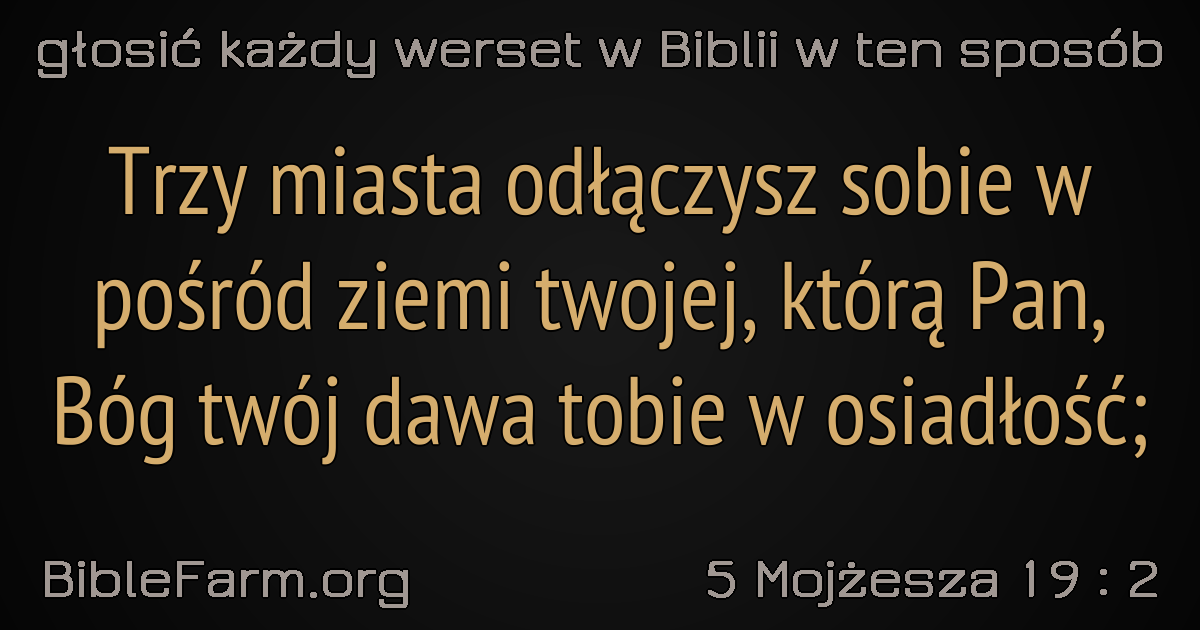 głosić każdy werset w Biblii w ten sposób
Trzy miasta odłączysz sobie w
pośród ziemi twojej, którą Pan,
Bóg twój dawa tobie w osiadłość;
BibleFarm.org
5 Mojżesza 19 : 2